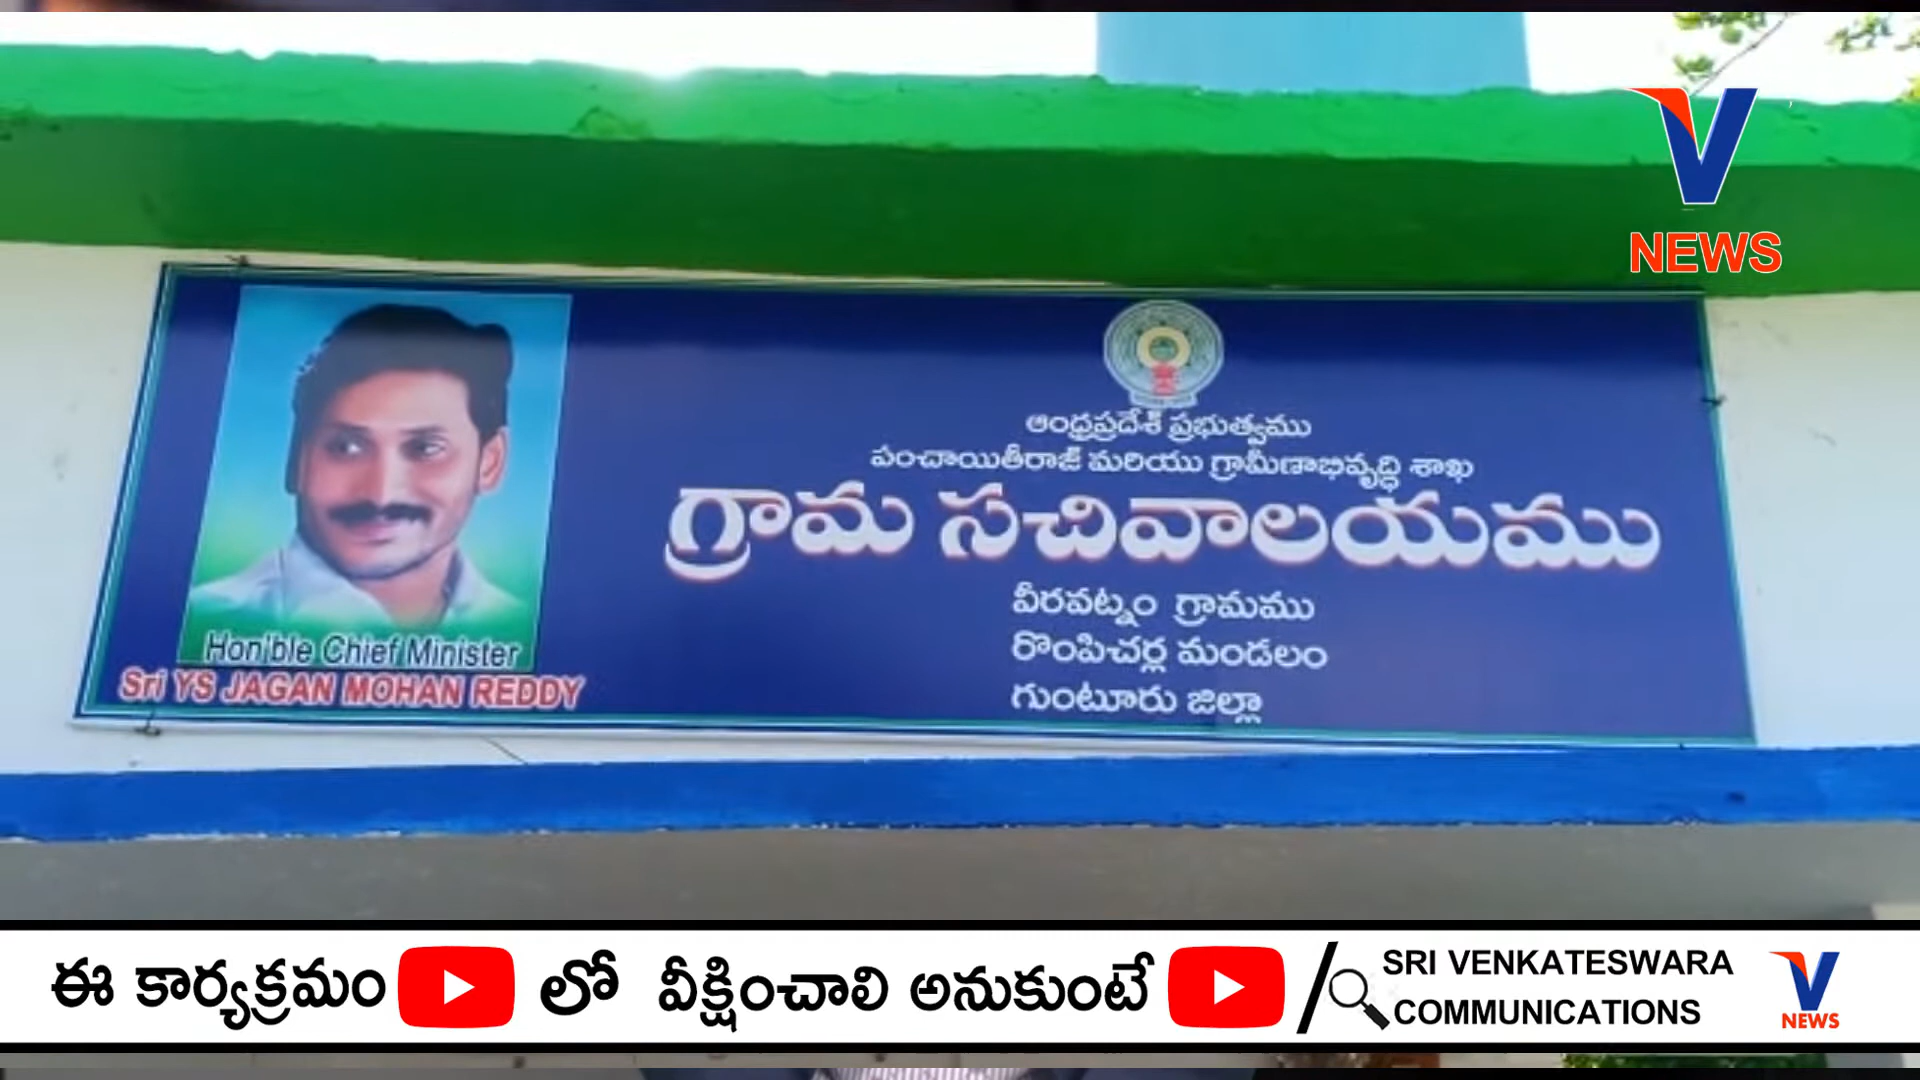 V
NEWS
ఆంధ్రప్రదేశ్ ప్రభుత్వము
పంచాయితీరాజ్ మరియు గ్రామీణాభివృద్ధి శాఖ
గ్రామ సచివాలయము
వీరవట్నం గ్రామము
రొంపిచర్ల మండలం
గుంటూరు జిల్లా
Hon'ble Chief Minister
Sri YS JAGAN MOHAN REDDY
ఈ కార్యక్రమం లో వీక్షించాలి అనుకుంటే / SRI VENKATESWARA
COMMUNICATIONS
V
NEWS